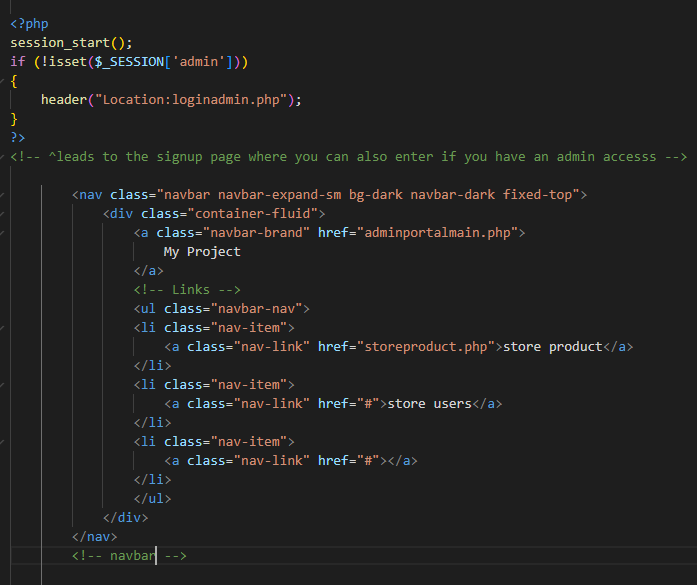 <?php
session_start();
if (!isset($_SESSION['admin']))
{
    header("Location:loginadmin.php");
}
?>
<!-- ^leads to the signup page where you can also enter if you have an admin accesss -->
        <nav class="navbar navbar-expand-sm bg-dark navbar-dark fixed-top">
            <div class="container-fluid">
                <a class="navbar-brand" href="adminportalmain.php">
                    My Project
                </a>
                <!-- Links -->
                <ul class="navbar-nav">
                <li class="nav-item">
                    <a class="nav-link" href="storeproduct.php">store product</a>
                </li>
                <li class="nav-item">
                    <a class="nav-link" href="#">store users</a>
                </li>
                <li class="nav-item">
                    <a class="nav-link" href="#"></a>
                </li>
                </ul>
            </div>
        </nav>
        <!-- navbar -->